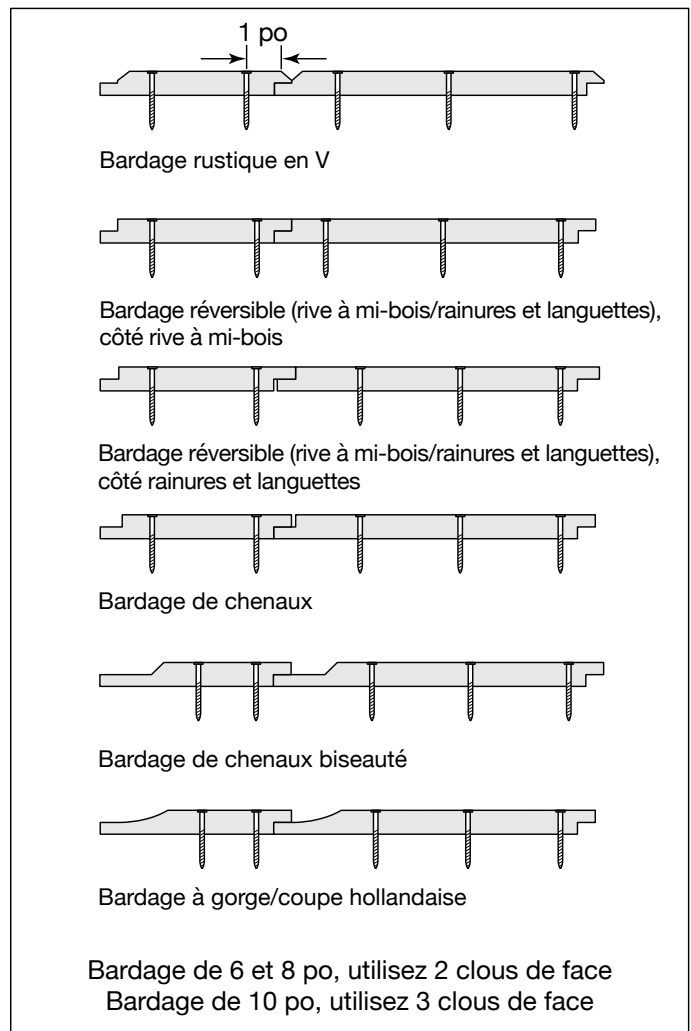 1 po
Bardage rustique en V
Bardage réversible (rive à mi-bois/rainures et languettes),
côté rive à mi-bois
Bardage réversible (rive à mi-bois/rainures et languettes),
côté rainures et languettes
Bardage de chenaux
Bardage de chenaux biseauté
Bardage à gorge/coupe hollandaise
Bardage de 6 et 8 po, utilisez 2 clous de face
Bardage de 10 po, utilisez 3 clous de face